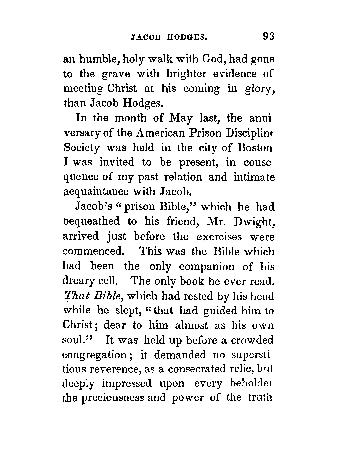 JACOB HODGES. 93
an humble, holy walk with God, had gone
to the grave with brighter evidence of
meeting Christ at his coming in glory,
than Jacob Hodges.
In the month of May last, the anni
versary of the American Prison Discipline
Society was held in the city of Boston
I was invited to be present, in conse
quence of my past relation and intimate
acquaintance with Jacob.
Jacob's "prison Bible," which he had
bequeathed to his friend, Mr. Dwight,
arrived just before the exercises were
commenced. This was the Bible which
had been the only companion of his
dreary cell. The only book he ever read.
That Bible, which had rested by his head
while he slept, "that had guided him to
Christ; dear to him almost as his own
soul." It was held up before a crowded
congregation; it demanded no supersti
tious reverence, as a consecrated relic, but
deeply impressed upon every beholder
the preciousness and power of the truth